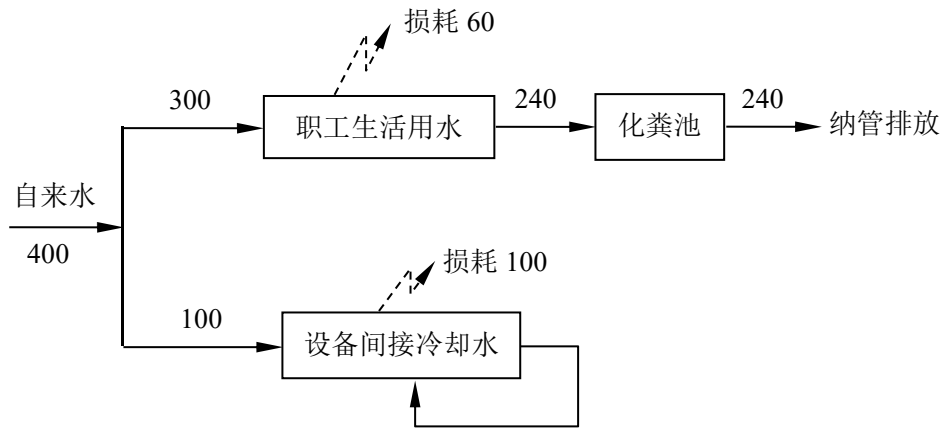 损耗 60
300
职工生活用水
240
化粪池
240
纳管排放
自来水
400
损耗 100
100
设备间接冷却水